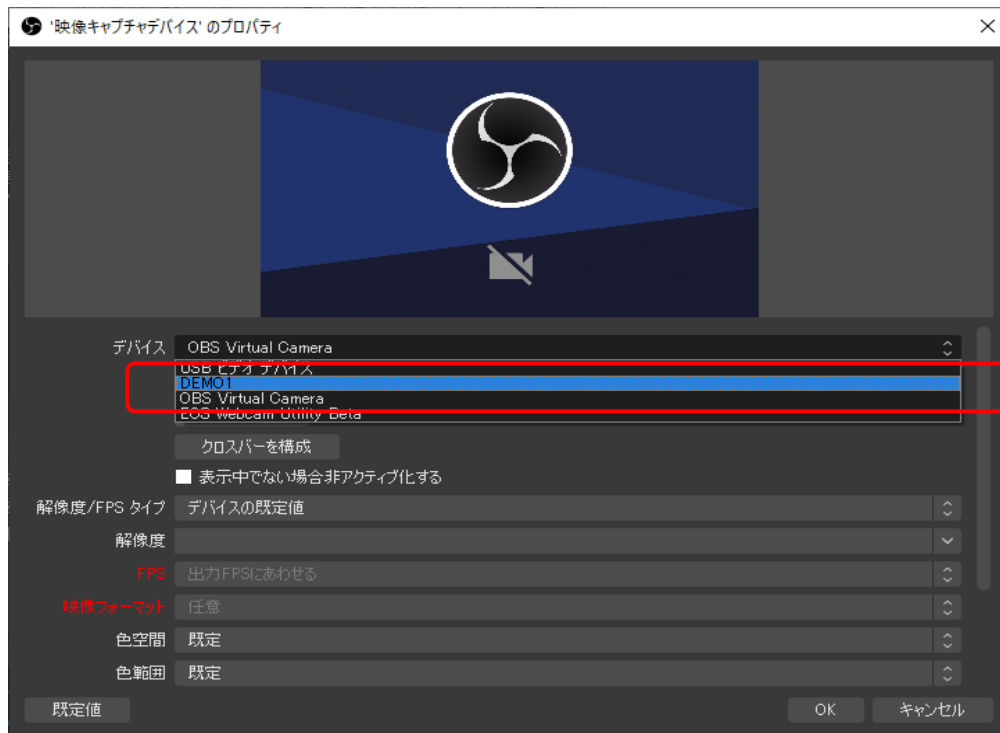 '映像キャプチャデバイス' のプロパティ
デバイス OBS Virtual Camera
USB ビデオ デバイス
DEMO1
OBS Virtual Camera
EOS Webcam Utility Beta
クロスバーを構成
表示中でない場合非アクティブ化する
解像度/FPS タイプ デバイスの既定値
解像度
FPS 出力FPSにあわせる
映像フォーマット 任意
色空間 既定
色範囲 既定
既定値 OK キャンセル